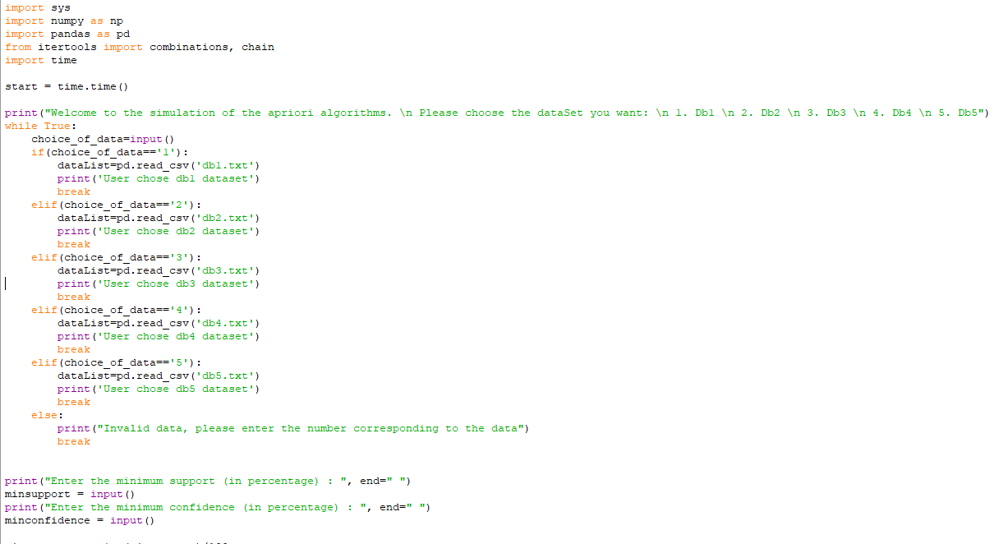 import sys
import numpy as np
import pandas as pd
from itertools import combinations, chain
import time
start = time.time()
print("Welcome to the simulation of the apriori algorithms. \n Please choose the dataSet you want: \n 1. Db1 \n 2. Db2 \n 3. Db3 \n 4. Db4 \n 5. Db5")
while True:
    choice_of_data=input()
    if(choice_of_data=='1'):
        dataList=pd.read_csv('db1.txt')
        print('User chose db1 dataset')
        break
    elif(choice_of_data=='2'):
        dataList=pd.read_csv('db2.txt')
        print('User chose db2 dataset')
        break
    elif(choice_of_data=='3'):
        dataList=pd.read_csv('db3.txt')
        print('User chose db3 dataset')
        break
    elif(choice_of_data=='4'):
        dataList=pd.read_csv('db4.txt')
        print('User chose db4 dataset')
        break
    elif(choice_of_data=='5'):
        dataList=pd.read_csv('db5.txt')
        print('User chose db5 dataset')
        break
    else:
        print("Invalid data, please enter the number corresponding to the data")
        break
print("Enter the minimum support (in percentage) : ", end=" ")
minsupport = input()
print("Enter the minimum confidence (in percentage) : ", end=" ")
minconfidence = input()